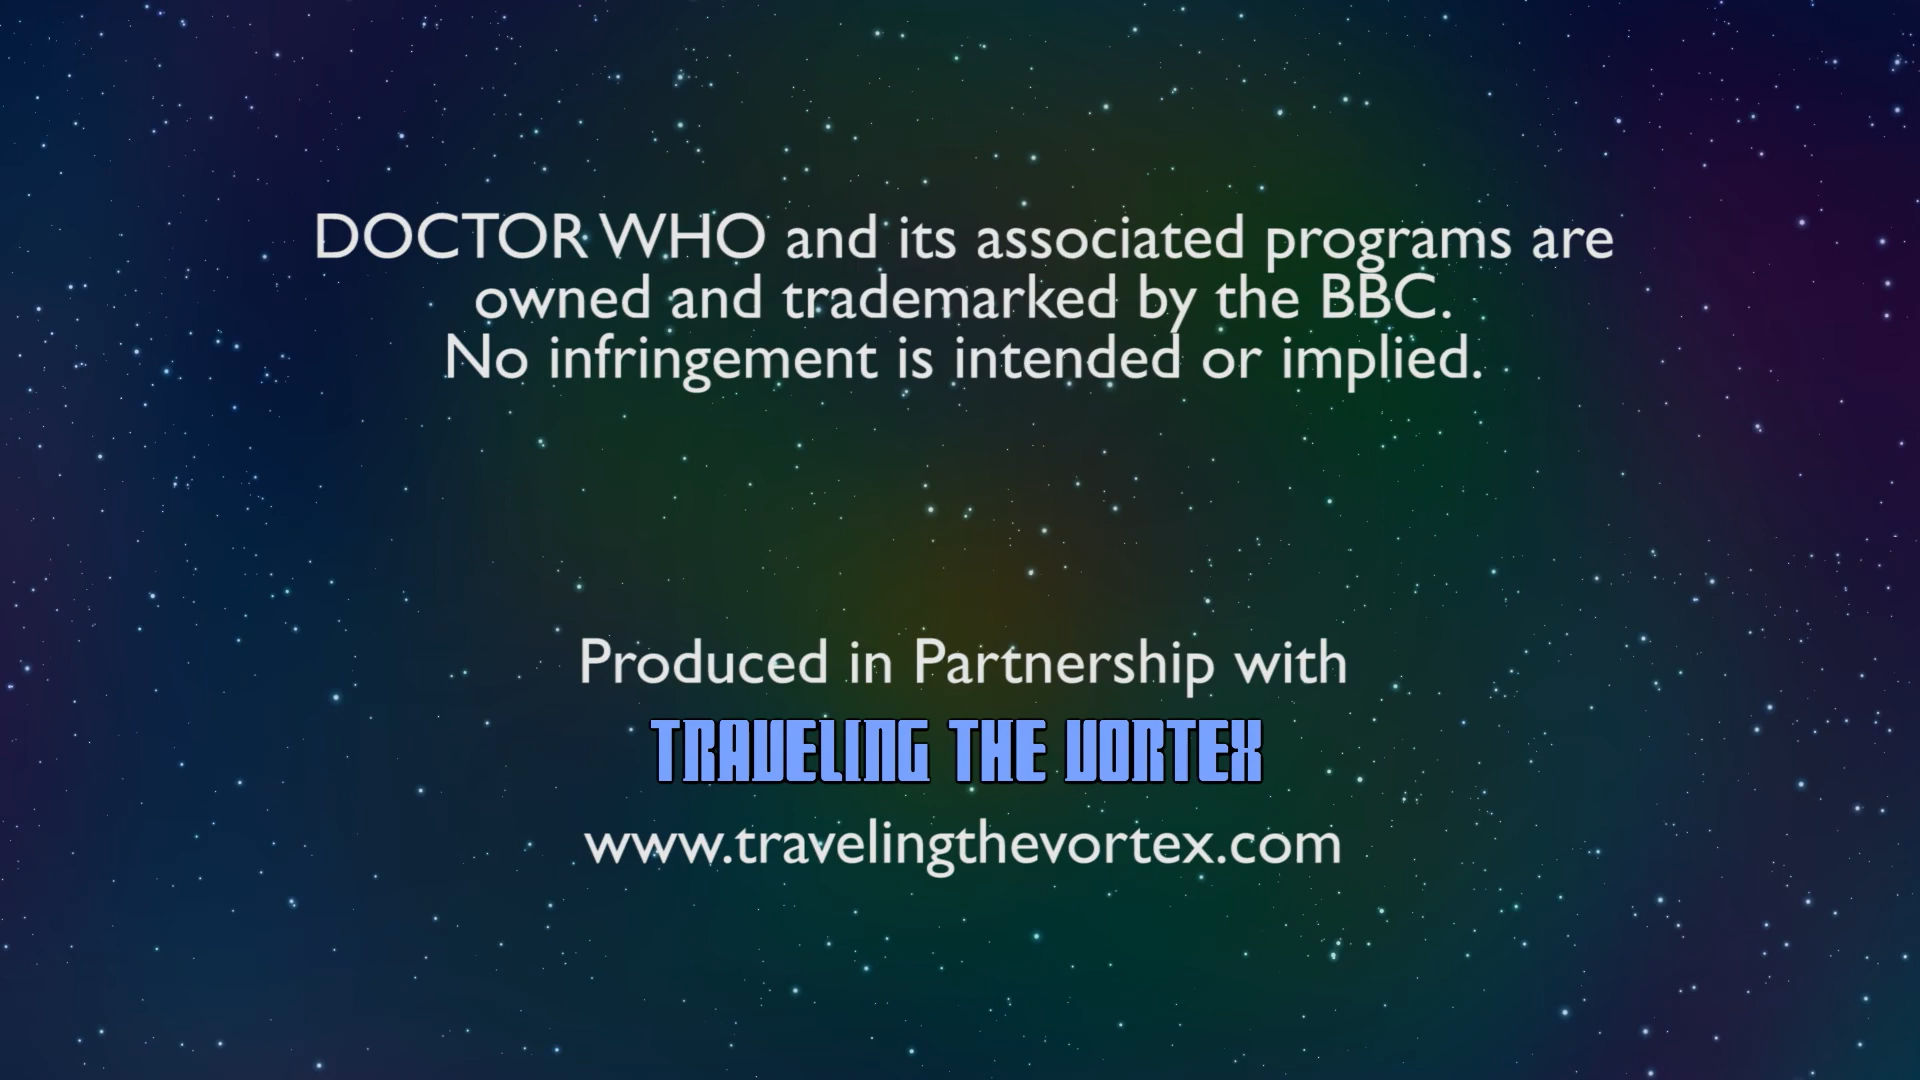 DOCTOR WHO and its associated programs are
owned and trademarked by the BBC.
No infringement is intended or implied.
Produced in Partnership with
TRAVELING THE VORTEX
www.travelingthevortex.com